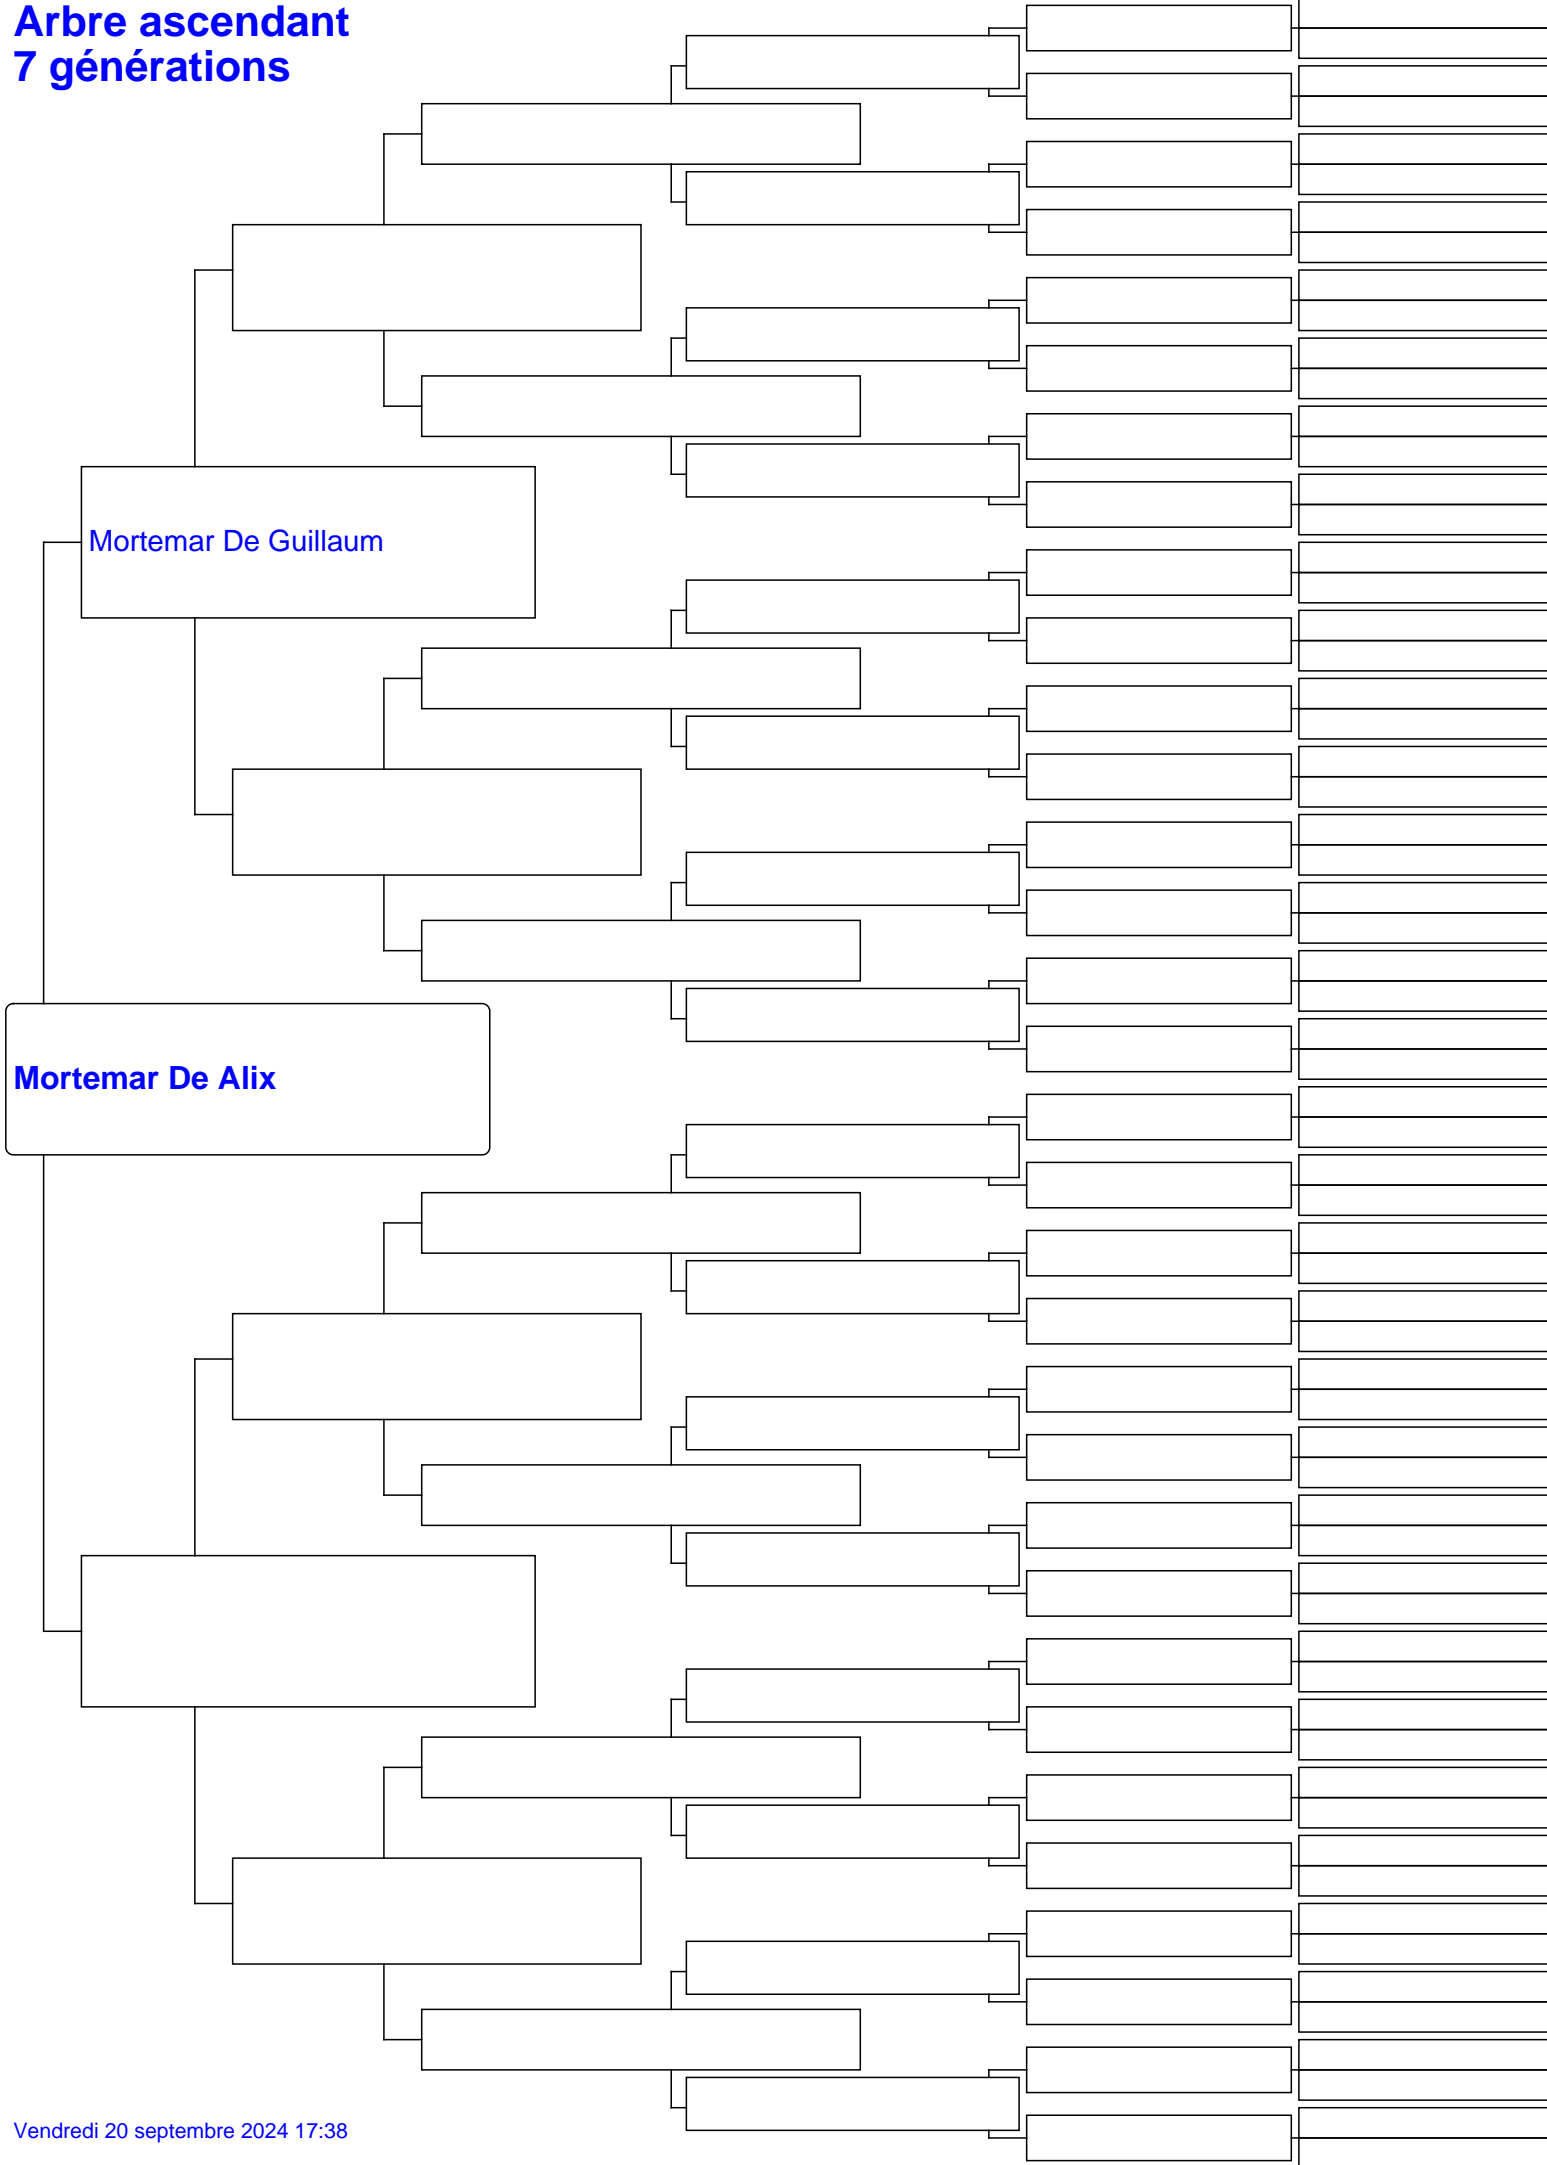 Arbre ascendant
7 générations
Mortemar De Guillaum
Mortemar De Alix
Vendredi 20 septembre 2024 17:38